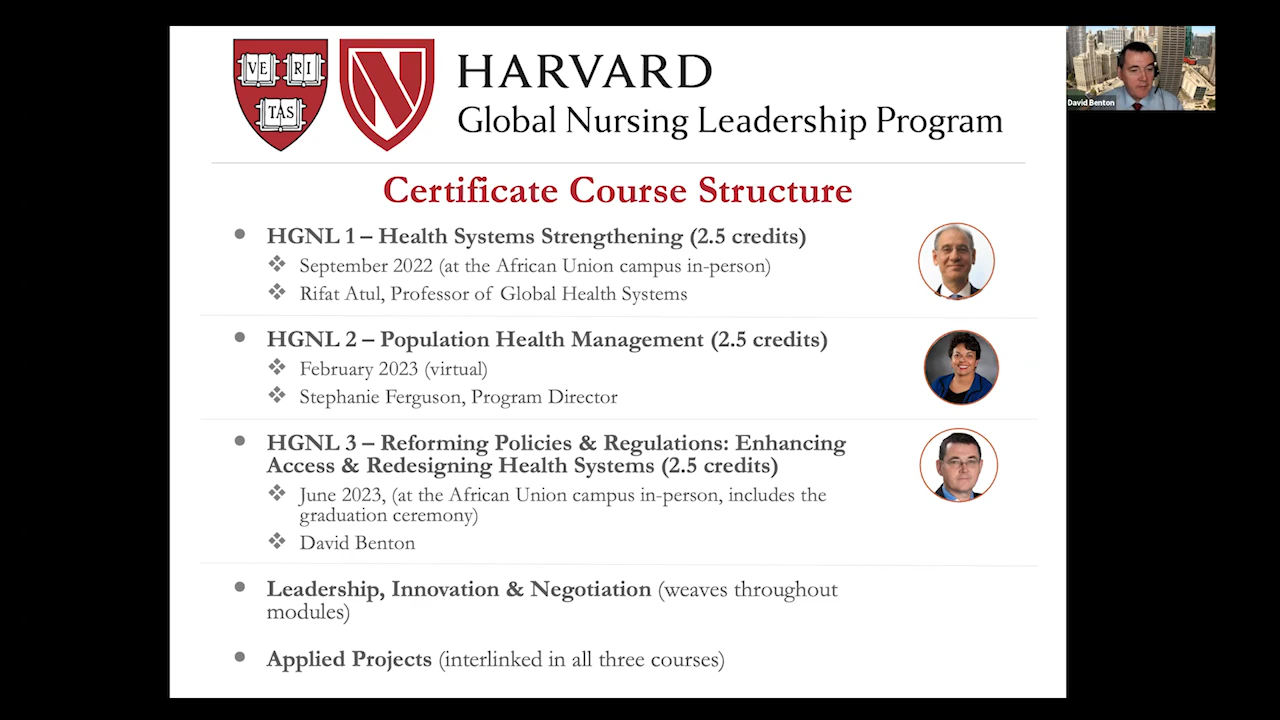 VE RI
TAS
HARVARD
Global Nursing Leadership Program
David Benton
Certificate Course Structure
HGNL 1 – Health Systems Strengthening (2.5 credits)
September 2022 (at the African Union campus in-person)
Rifat Atul, Professor of Global Health Systems
HGNL 2 – Population Health Management (2.5 credits)
February 2023 (virtual)
Stephanie Ferguson, Program Director
HGNL 3 – Reforming Policies & Regulations: Enhancing
Access & Redesigning Health Systems (2.5 credits)
June 2023, (at the African Union campus in-person, includes the
graduation ceremony)
David Benton
Leadership, Innovation & Negotiation (weaves throughout
modules)
Applied Projects (interlinked in all three courses)